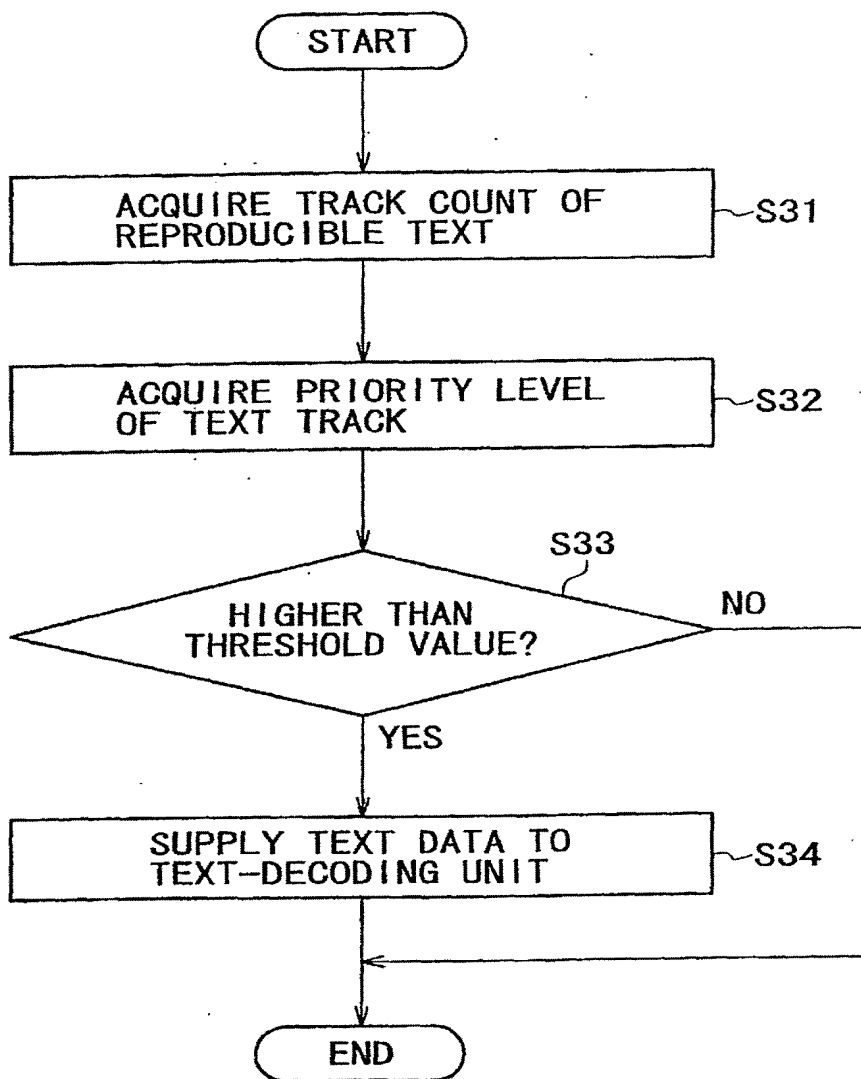 START
ACQUIRE TRACK COUNT OF
REPRODUCIBLE TEXT
S31
ACQUIRE PRIORITY LEVEL
OF TEXT TRACK
S32
S33
HIGHER THAN
THRESHOLD VALUE?
NO
YES
SUPPLY TEXT DATA TO
TEXT-DECODING UNIT
S34
END